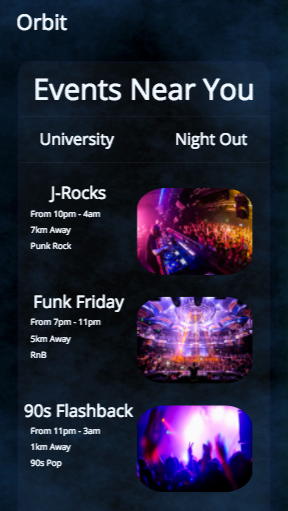 Orbit
Events Near You
University
Night Out
J-Rocks
From 10pm - 4am
7km Away
Punk Rock
Funk Friday
From 7pm - 11pm
5km Away
RnB
90s Flashback
From 11pm - 3am
1km Away
90s Pop